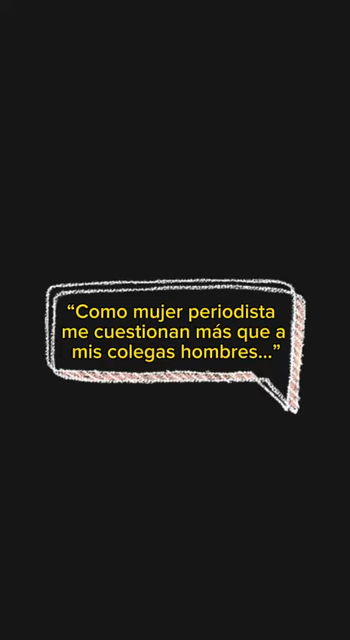 “Como mujer periodista
me cuestionan más que a
mis colegas hombres...”